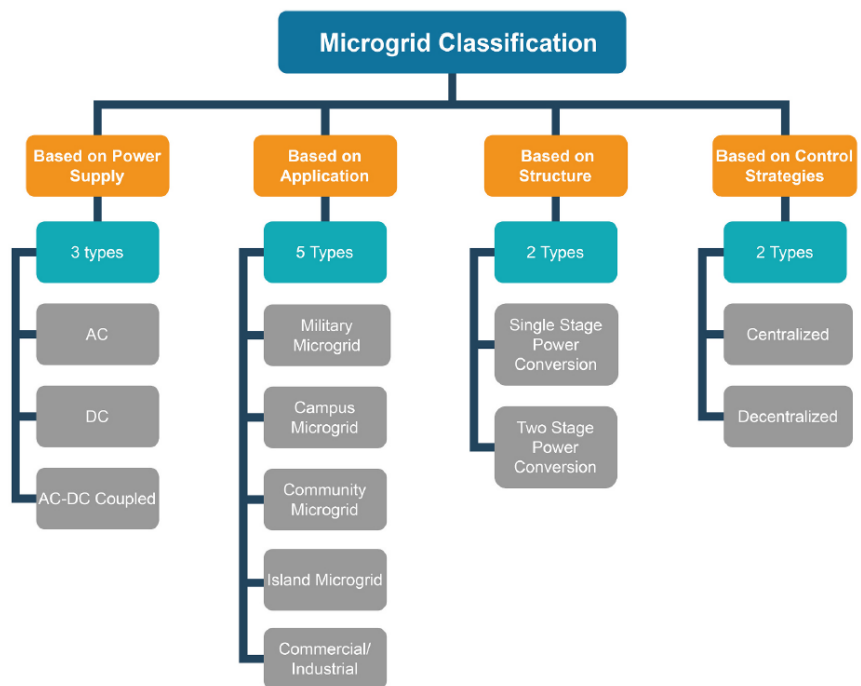 Microgrid Classification
Based on Power
Supply
Based on
Application
Based on
Structure
Based on Control
Strategies
3 types
5 Types
2 Types
2 Types
AC
DC
AC-DC Coupled
Military
Microgrid
Campus
Microgrid
Community
Microgrid
Island Microgrid
Commercial/
Industrial
Single Stage
Power
Conversion
Two Stage
Power
Conversion
Centralized
Decentralized